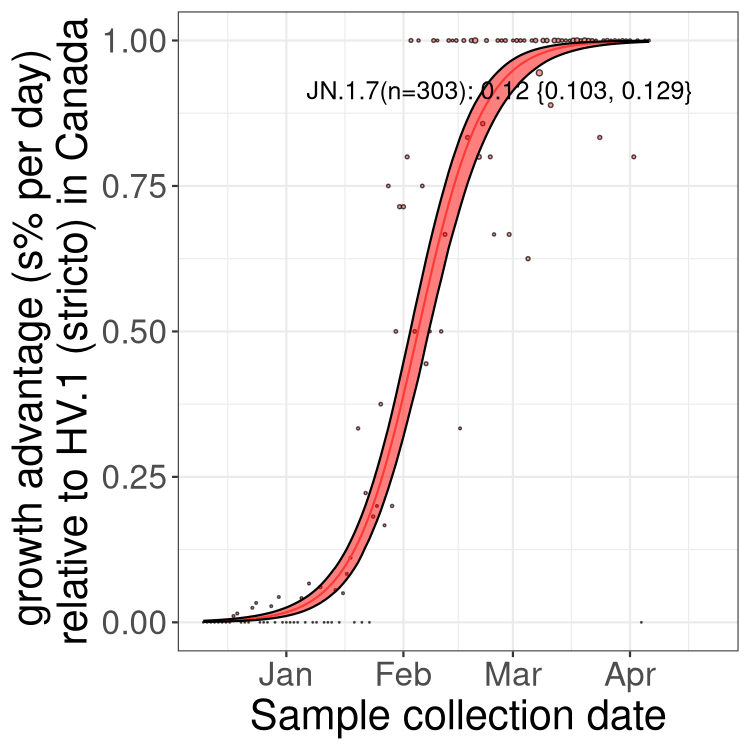 growth advantage (s% per day)
relative to HV.1 (stricto) in Canada
1.00
0.75
0.50
0.25
0.00
JN.1.7(n=303): 0.12 {0.103, 0.129}
Jan Feb Mar Apr
Sample collection date